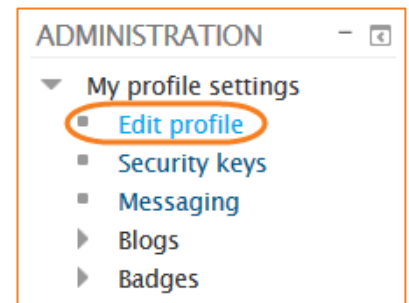 ADMINISTRATION
My profile settings
Edit profile
Security keys
Messaging
Blogs
Badges